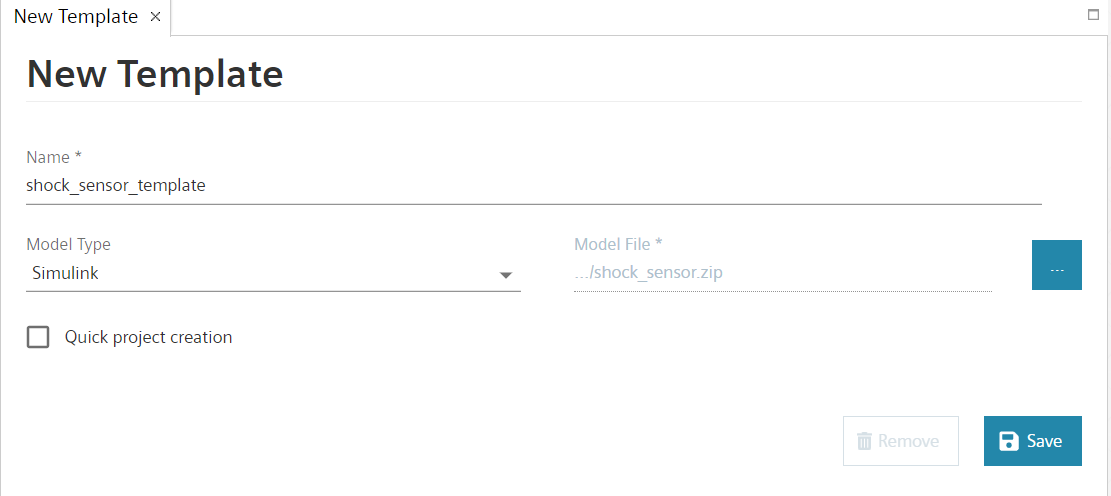 New Template
New Template
Name *
shock_sensor_template
Model Type
Model File *
Simulink
.../shock_sensor.zip
...
Quick project creation
Remove
Save